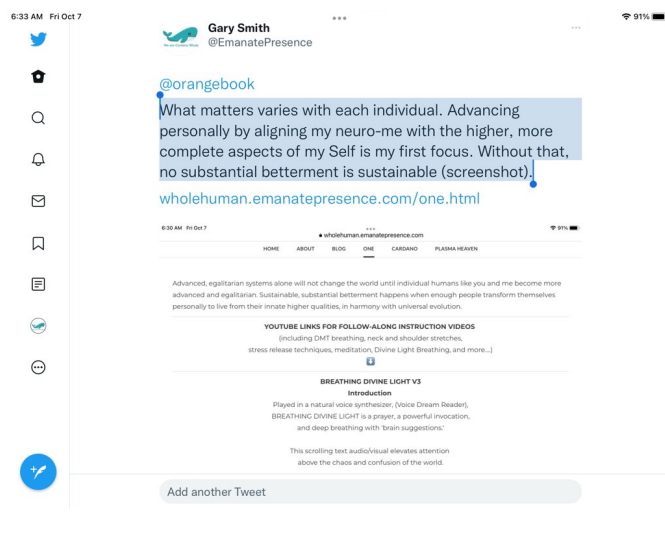 6:33 AM Fri Oct 7
91%
Gary Smith
@EmanatePresence
@orangebook
What matters varies with each individual. Advancing
personally by aligning my neuro-me with the higher, more
complete aspects of my Self is my first focus. Without that,
no substantial betterment is sustainable (screenshot).
wholehuman.emanatepresence.com/one.html
6:30 AM Fri Oct 7
wholehuman.emanatepresence.com
91%
HOME ABOUT BLOG ONE CARDANO PLASMA HEAVEN
Advanced, egalitarian systems alone will not change the world until individual humans like you and me become more
advanced and egalitarian. Sustainable, substantial betterment happens when enough people transform themselves
personally to live from their innate higher qualities, in harmony with universal evolution.
YOUTUBE LINKS FOR FOLLOW-ALONG INSTRUCTION VIDEOS
(including DMT breathing, neck and shoulder stretches,
stress release techniques, meditation, Divine Light Breathing, and more....)
BREATHING DIVINE LIGHT V3
Introduction
Played in a natural voice synthesizer, (Voice Dream Reader),
BREATHING DIVINE LIGHT is a prayer, a powerful invocation,
and deep breathing with 'brain suggestions.'
This scrolling text audio/visual elevates attention
above the chaos and confusion of the world.
Add another Tweet